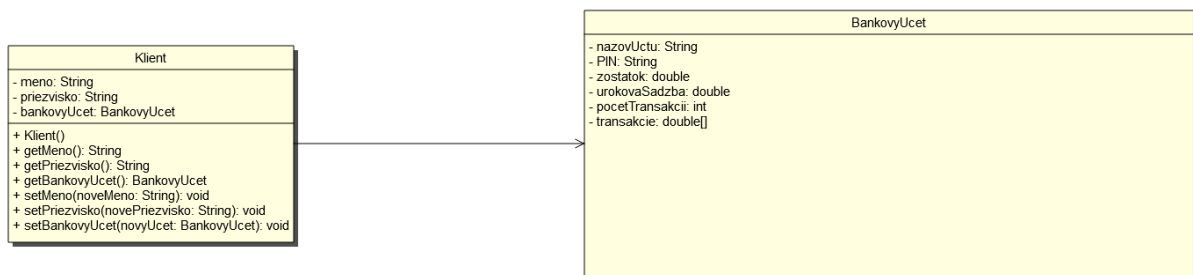 Klient
- meno: String
- priezvisko: String
- bankovyUcet: BankovyUcet
+ Klient()
+ getMeno(): String
+ getPriezvisko(): String
+ getBankovyUcet(): BankovyUcet
+ setMeno(noveMeno: String): void
+ setPriezvisko(novePriezvisko: String): void
+ setBankovyUcet(novyUcet: BankovyUcet): void
BankovyUcet
- nazovUctu: String
- PIN: String
- zostatok: double
- urokovaSadzba: double
- pocetTransakcii: int
- transakcie: double[]